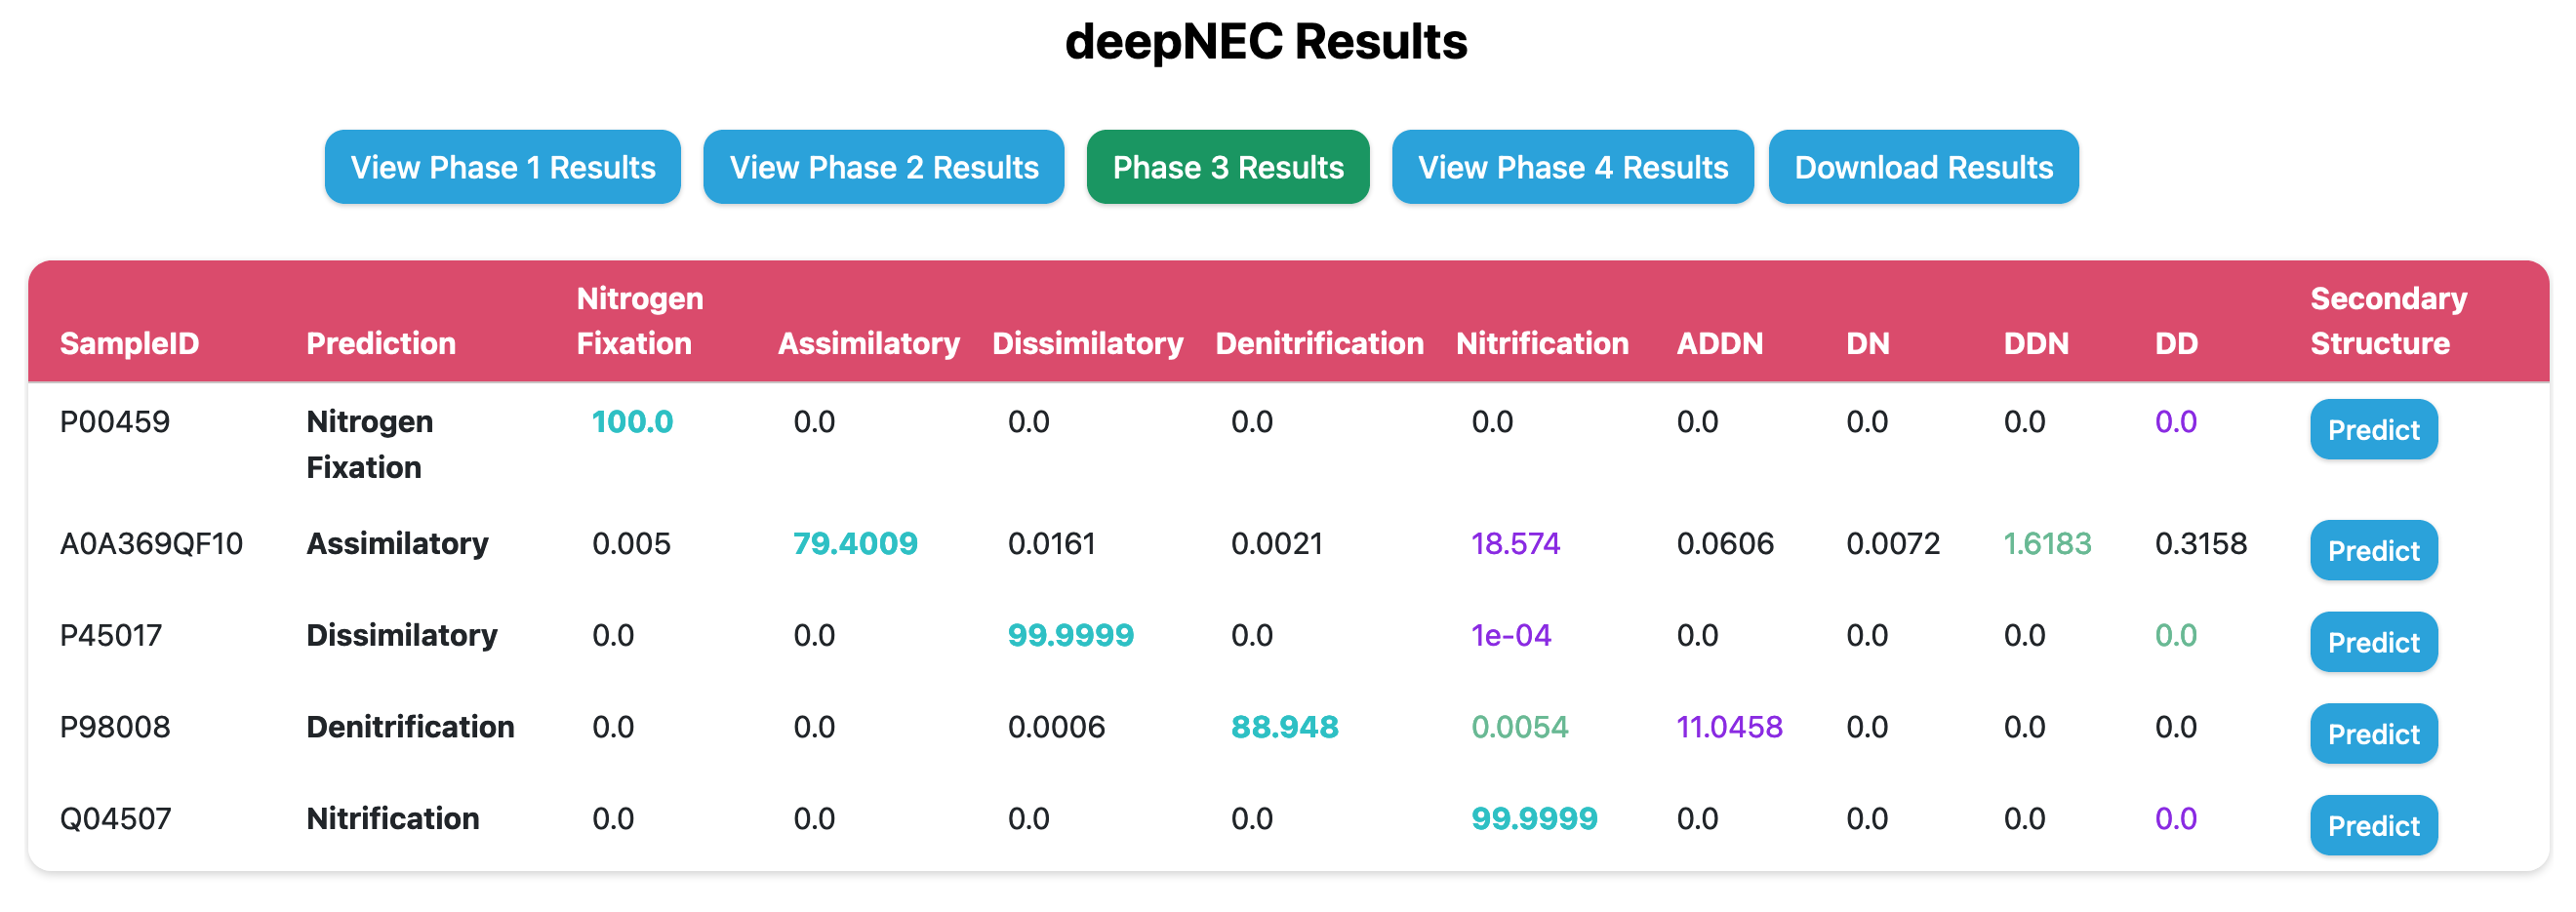 deepNEC Results
View Phase 1 Results View Phase 2 Results Phase 3 Results View Phase 4 Results Download Results
SampleID Prediction Nitrogen Fixation Assimilatory Dissimilatory Denitrification Nitrification ADDN DN DDN DD Secondary Structure
P00459 Nitrogen Fixation 100.0 0.0 0.0 0.0 0.0 0.0 0.0 0.0 0.0 Predict
A0A369QF10 Assimilatory 0.005 79.4009 0.0161 0.0021 18.574 0.0606 0.0072 1.6183 0.3158 Predict
P45017 Dissimilatory 0.0 0.0 99.9999 0.0 1e-04 0.0 0.0 0.0 0.0 Predict
P98008 Denitrification 0.0 0.0 0.0006 88.948 0.0054 11.0458 0.0 0.0 0.0 Predict
Q04507 Nitrification 0.0 0.0 0.0 0.0 99.9999 0.0 0.0 0.0 0.0 Predict